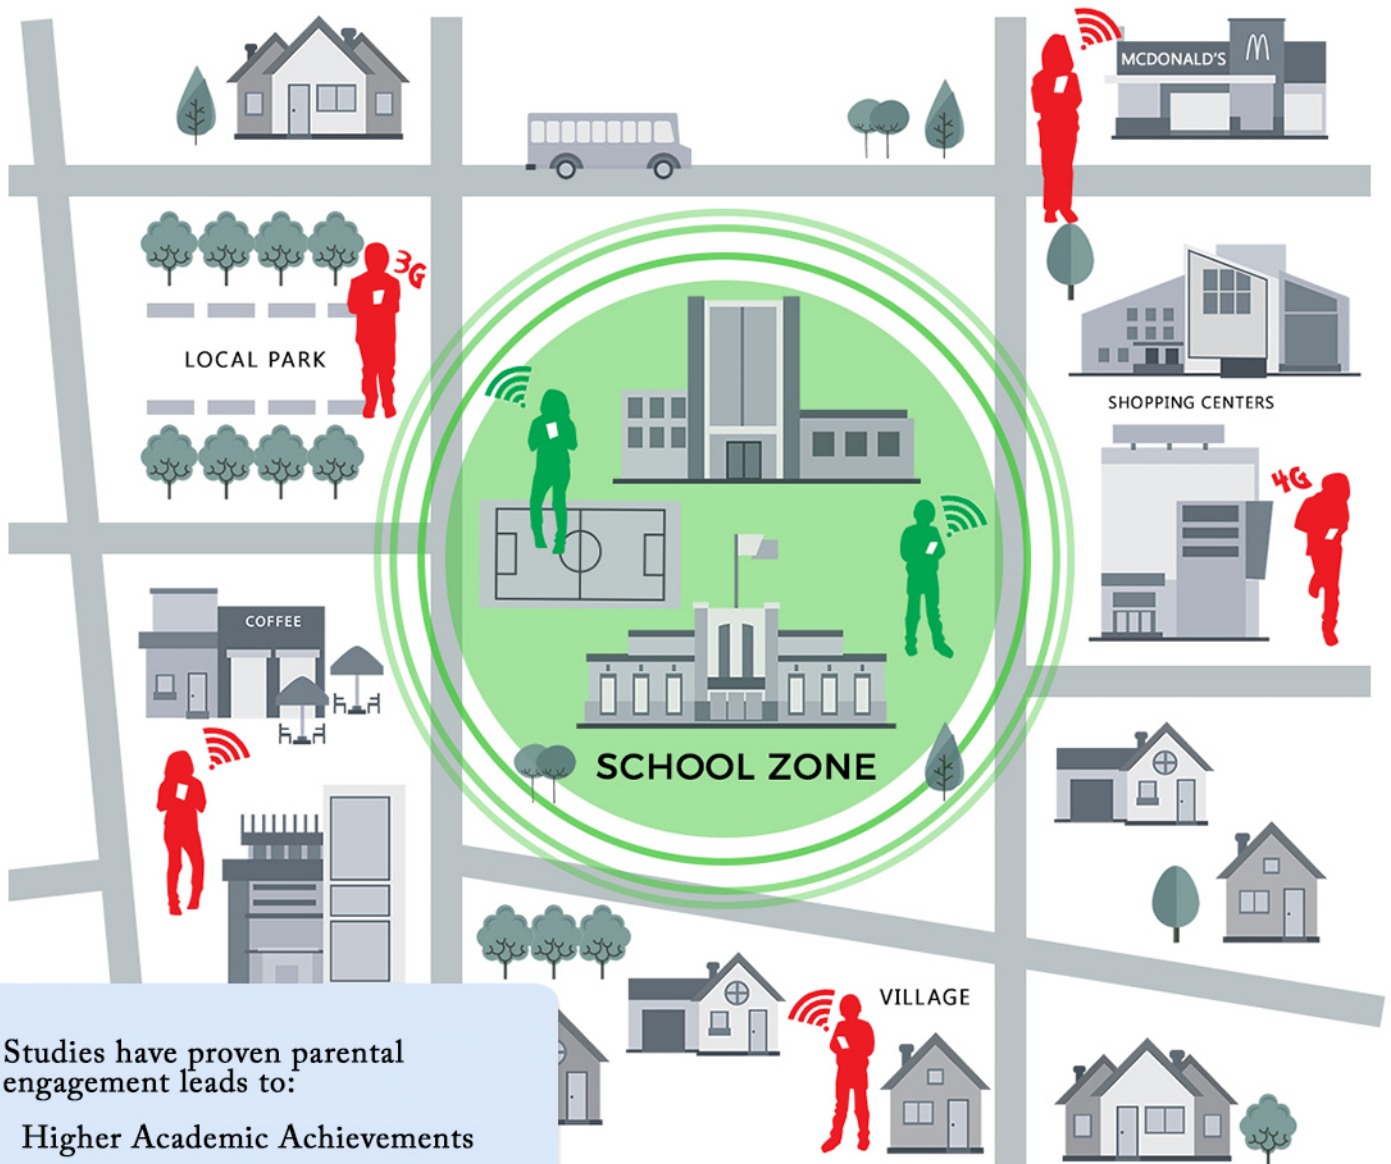 MCDONALD'S
3G
LOCAL PARK
SHOPPING CENTERS
4G
COFFEE
SCHOOL ZONE
VILLAGE
Studies have proven parental
engagement leads to:
Higher Academic Achievements